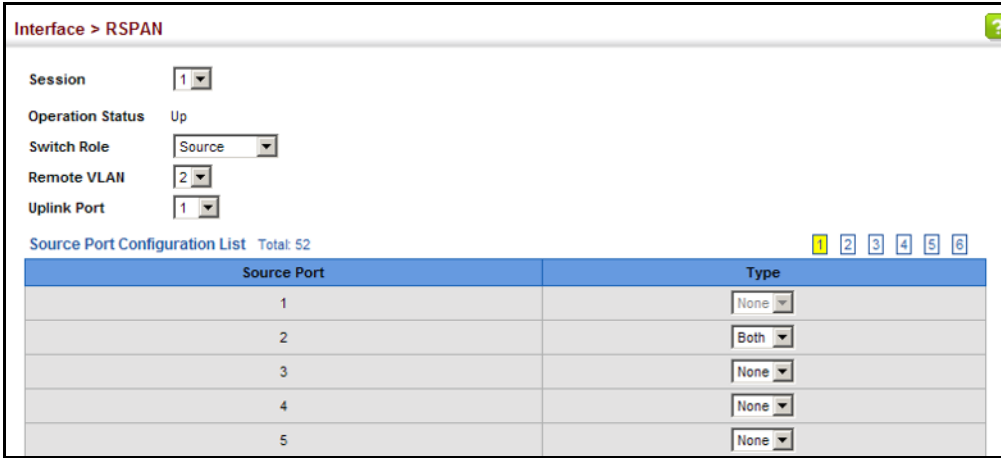 Interface > RSPAN
?
Session 1
Operation Status Up
Switch Role Source
Remote VLAN 2
Uplink Port 1
Source Port Configuration List Total: 52 1 2 3 4 5 6
Source Port Type
1 None
2 Both
3 None
4 None
5 None